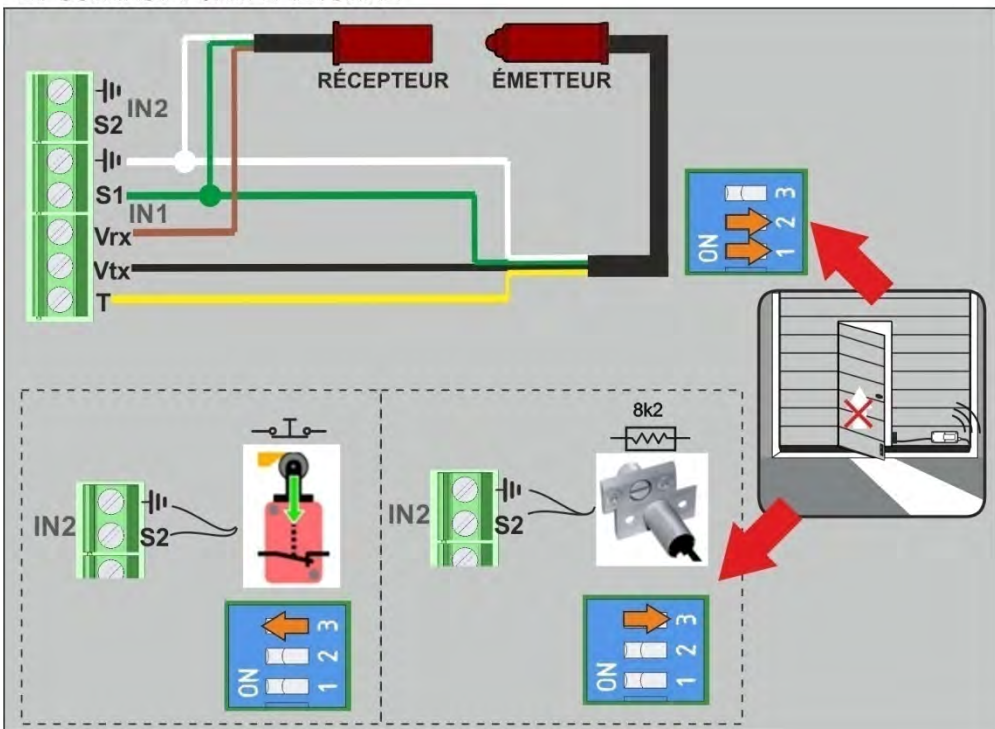 RÉCEPTEUR
ÉMETTEUR
IN2
S2
S1
IN1
Vrx
Vtx
T
ON
1 2 3
8k2
IN2
S2
IN2
S2
ON
1 2 3
ON
1 2 3